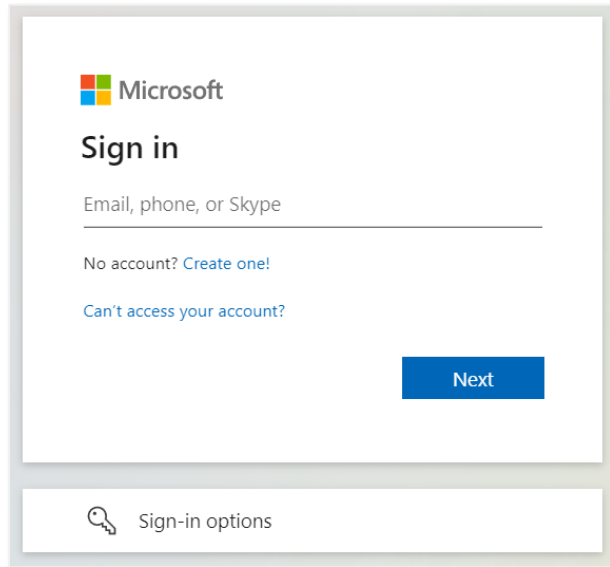 Microsoft
Sign in
Email, phone, or Skype
No account? Create one!
Can't access your account?
Next
Sign-in options